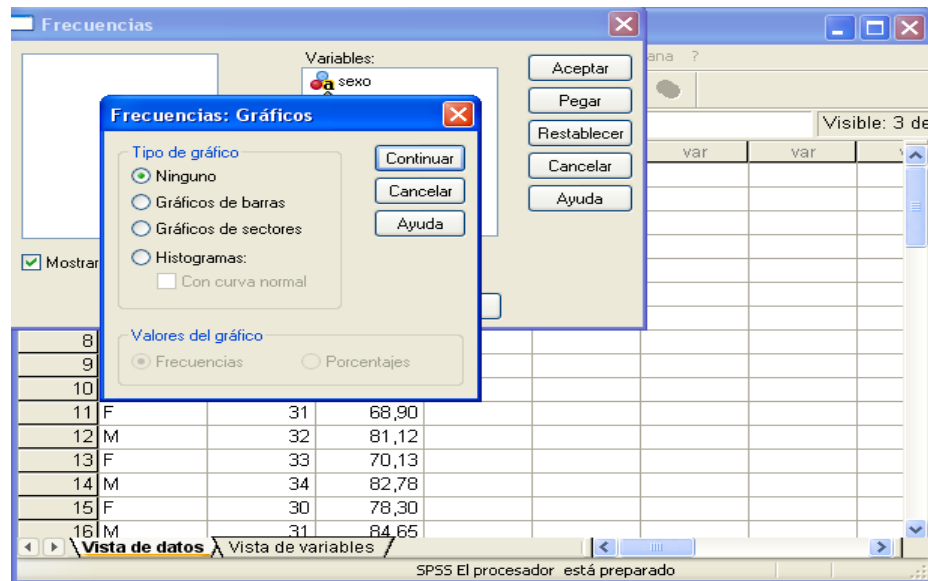 Frecuencias
Variables:
sexo
Aceptar
Pegar
Restablecer
Cancelar
Ayuda
Mostrar
ana ?
Visible: 3 de
var
var
Frecuencias: Gráficos
Tipo de gráfico
Ninguno
Gráficos de barras
Gráficos de sectores
Histogramas:
Con curva normal
Continuar
Cancelar
Ayuda
Valores del gráfico
Frecuencias
Porcentajes
8
9
10
11 F 31 68,90
12 M 32 81,12
13 F 33 70,13
14 M 34 82,78
15 F 30 78,30
16 M 31 84,65
Vista de datos
Vista de variables
SPSS El procesador está preparado